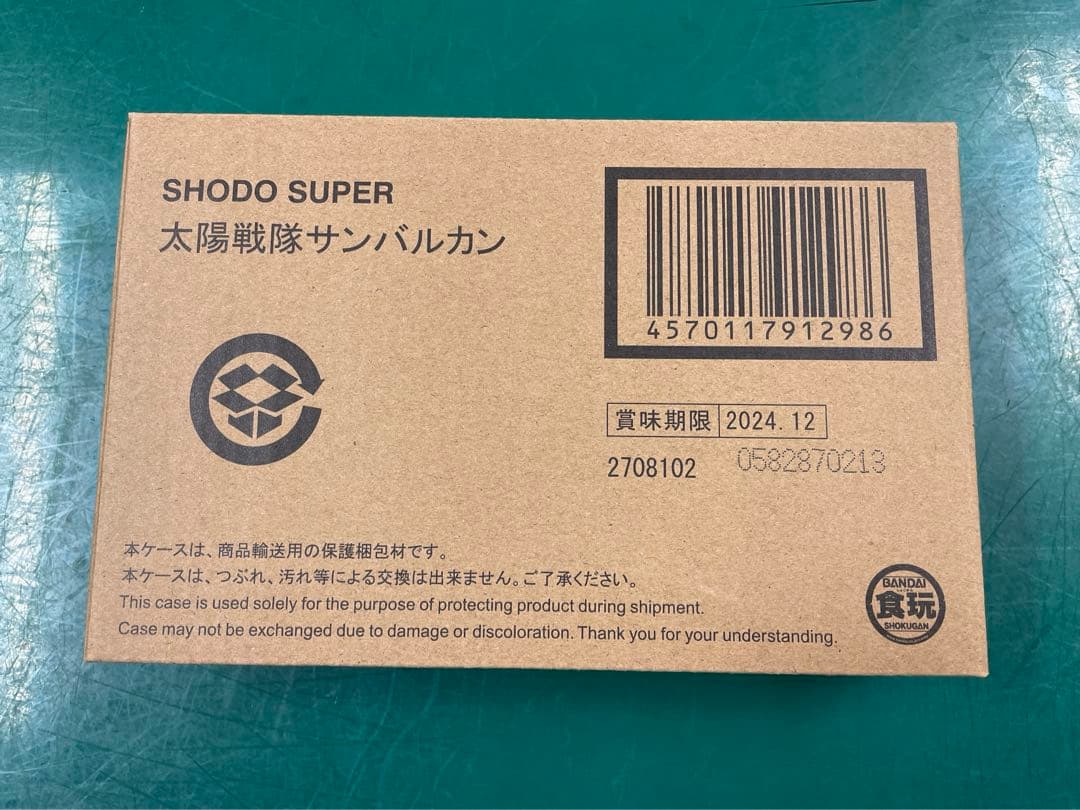 SHODO SUPER
太陽戦隊サンバルカン
4570117912986
賞味期限 2024.12
2708102 0582870213
本ケースは、商品輸送用の保護梱包材です。
本ケースは、つぶれ、汚れ等による交換は出来ません。ご了承ください。
This case is used solely for the purpose of protecting product during shipment.
Case may not be exchanged due to damage or discoloration. Thank you for your understanding.
BANDAI
食玩
SHOKUGAN